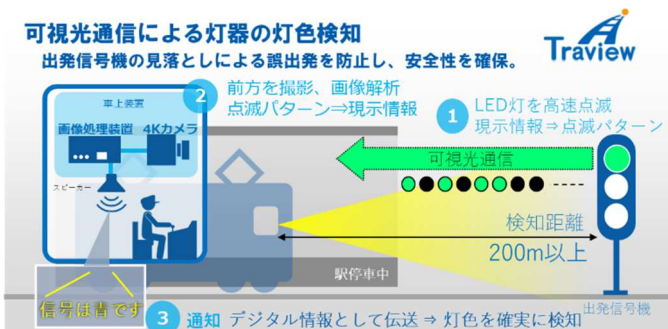 可視光通信による灯器の灯色検知
出発信号機の見落としによる誤出発を防止し、安全性を確保。
Traview
車上装置
画像処理装置 4Kカメラ
スピーカー
2 前方を撮影、画像解析
点滅パターン⇒現示情報
1 LED灯を高速点滅
現示情報⇒点滅パターン
可視光通信
検知距離
200m以上
駅停車中
出発信号機
信号は青です
3 通知 デジタル情報として伝送 ⇒ 灯色を確実に検知